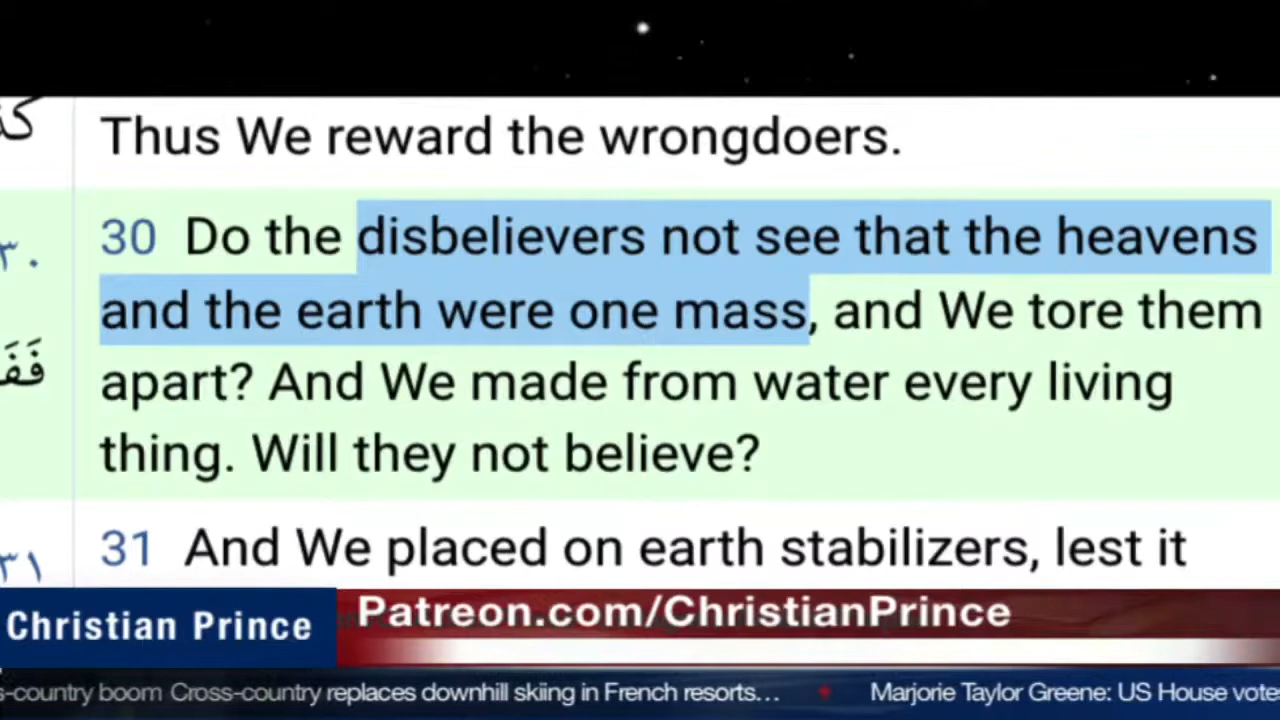 Thus We reward the wrongdoers.
٣٠
30 Do the disbelievers not see that the heavens
and the earth were one mass, and We tore them
apart? And We made from water every living
thing. Will they not believe?
٣١
31 And We placed on earth stabilizers, lest it
Christian Prince
Patreon.com/ChristianPrince
s-country boom Cross-country replaces downhill skiing in French resorts... Marjorie Taylor Greene: US House vote